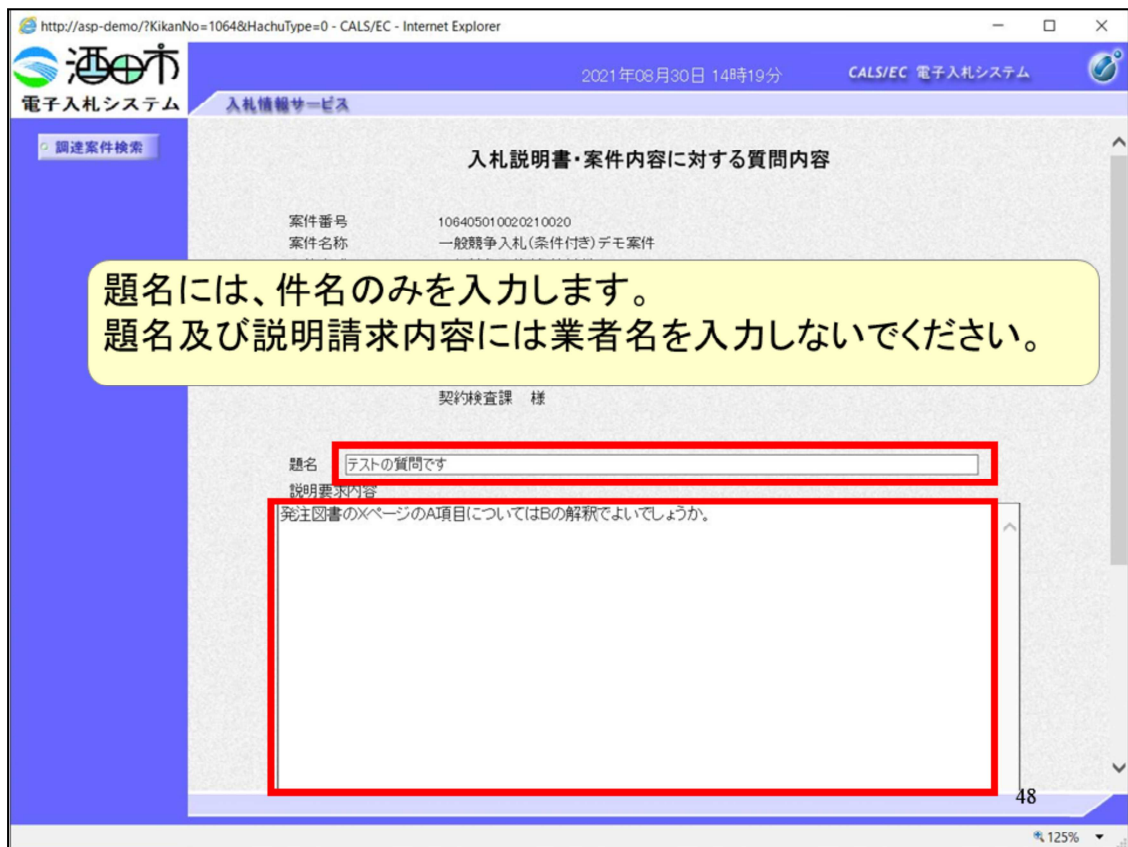 http://asp-demo/?KikanNo=1064&HachuType=0 - CALS/EC - Internet Explorer
酒田市
電子入札システム
2021年08月30日 14時19分
CALS/EC 電子入札システム
入札情報サービス
調達案件検索
入札説明書・案件内容に対する質問内容
案件番号 106405010020210020
案件名称 一般競争入札(条件付き)デモ案件
題名には、件名のみを入力します。
題名及び説明請求内容には業者名を入力しないでください。
契約検査課 様
題名 テストの質問です
説明要求内容
発注図書のXページのA項目についてはBの解釈でよいでしょうか。
48
125%